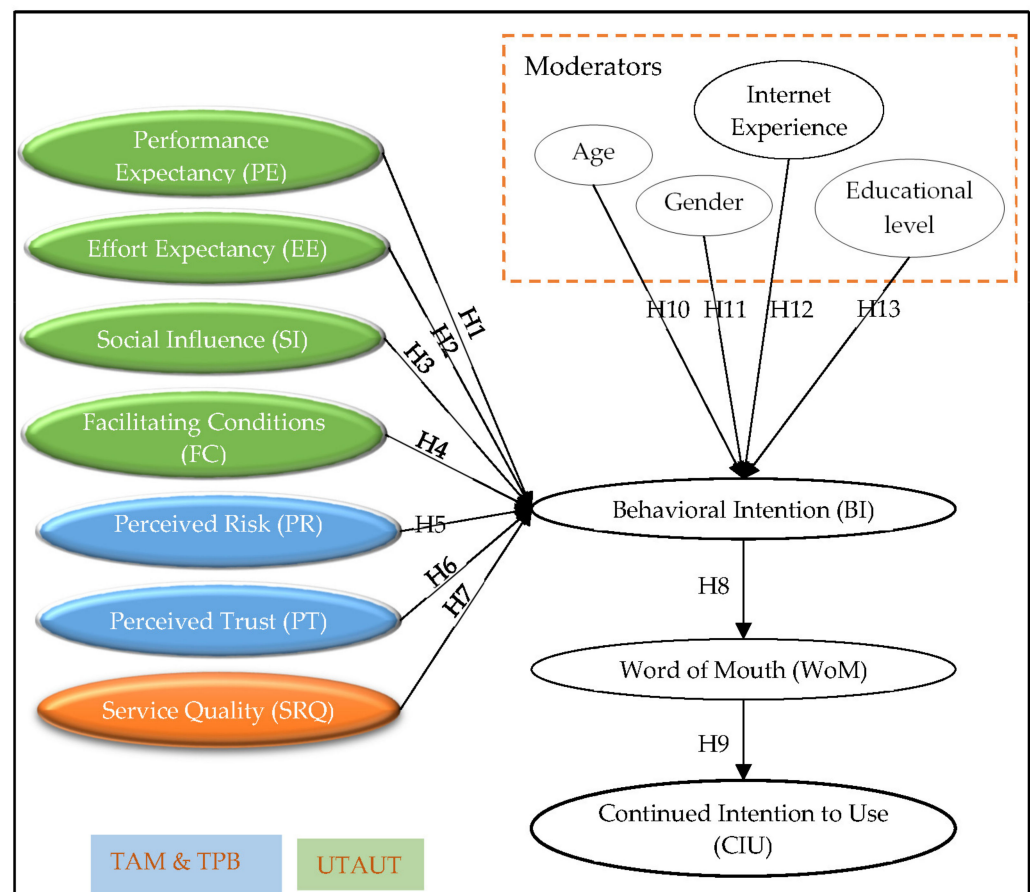 Moderators
Internet
Experience
Age
Gender
Educational
level
Performance
Expectancy (PE)
Effort Expectancy (EE)
Social Influence (SI)
Facilitating Conditions
(FC)
Perceived Risk (PR)
Perceived Trust (PT)
Service Quality (SRQ)
H1
H2
H3
H4
H5
H6
H7
H10
H11
H12
H13
Behavioral Intention (BI)
H8
Word of Mouth (WoM)
H9
Continued Intention to Use
(CIU)
TAM & TPB
UTAUT